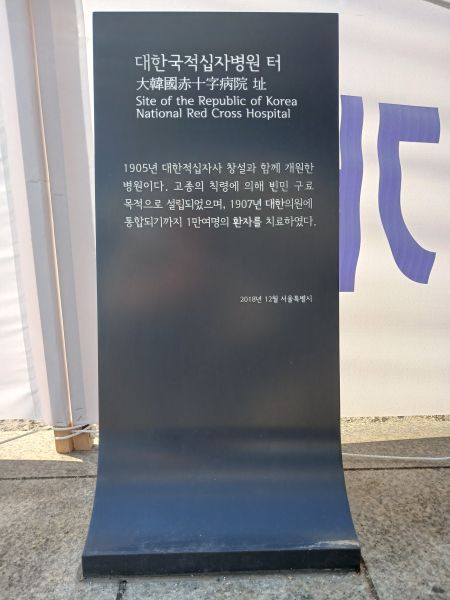 대한국적십자병원 터
大韓國赤十字病院 址
Site of the Republic of Korea
National Red Cross Hospital
1905년 대한적십자사 창설과 함께 개원한
병원이다. 고종의 칙령에 의해 빈민 구료
목적으로 설립되었으며, 1907년 대한의원에
통합되기까지 1만여명의 환자를 치료하였다.
2018년 12월 서울특별시